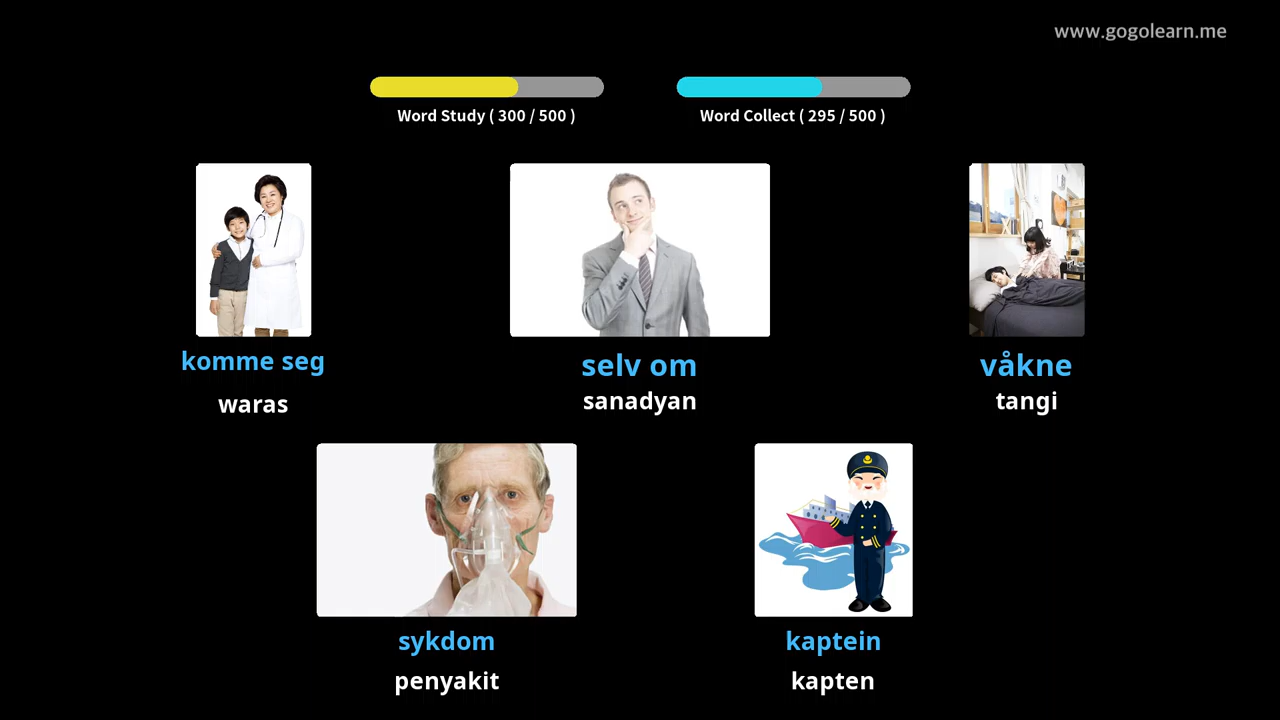 www.gogolearn.me
Word Study ( 300 / 500 )
Word Collect ( 295 / 500 )
komme seg
waras
selv om
sanadyan
våkne
tangi
sykdom
penyakit
kaptein
kapten